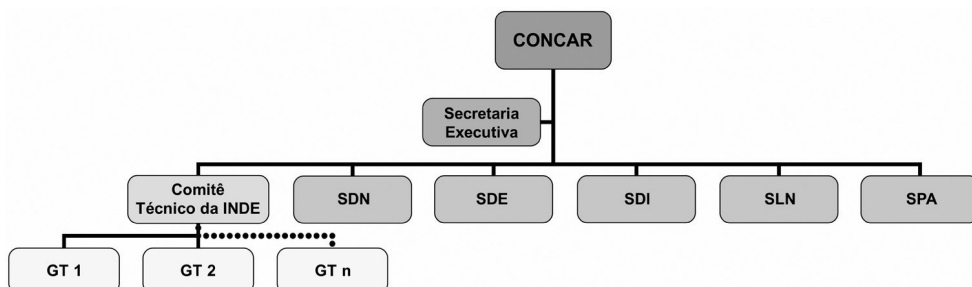 CONCAR
Secretaria
Executiva
Comitê
Técnico da INDE
SDN
SDE
SDI
SLN
SPA
GT 1
GT 2
GT n